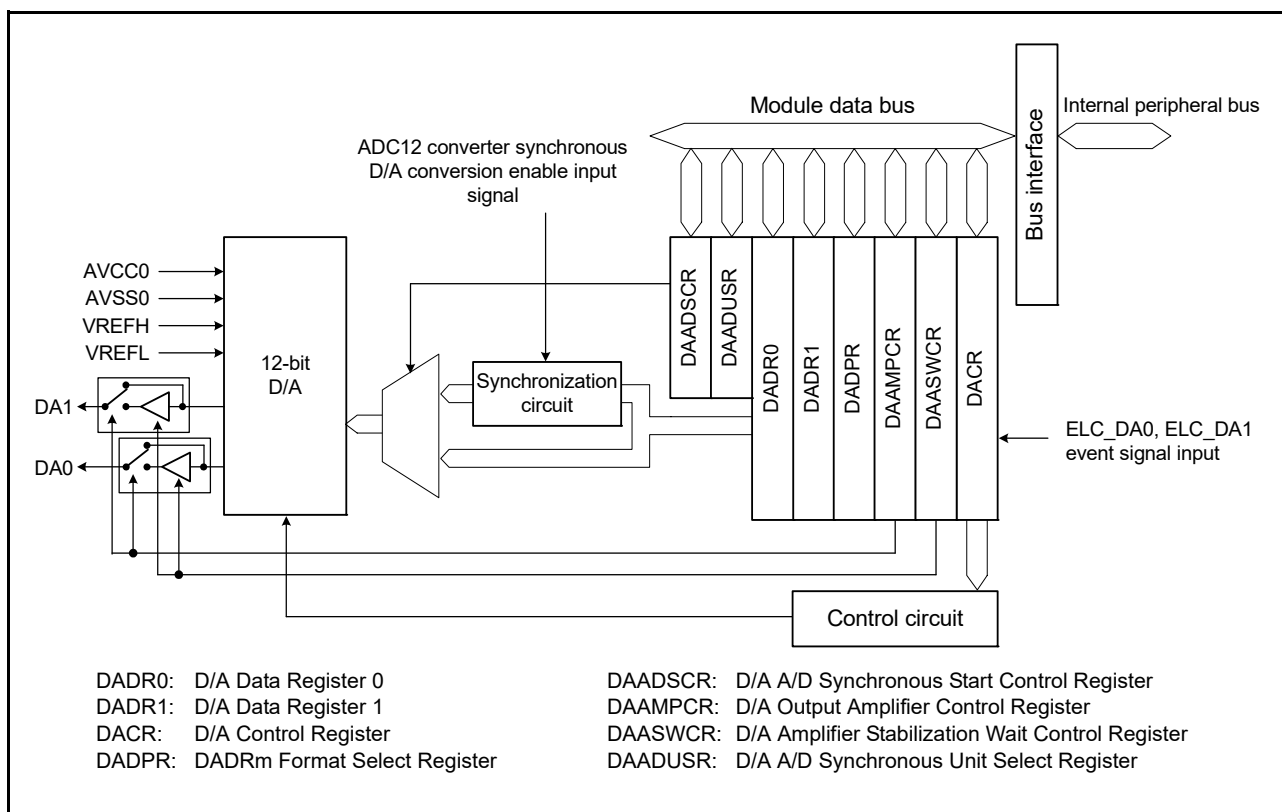 Module data bus
Internal peripheral bus
Bus interface
ADC12 converter synchronous
D/A conversion enable input
signal
AVCC0
AVSS0
VREFH
VREFL
12-bit
D/A
Synchronization
circuit
DAADSCR
DAADUSR
DADR0
DADR1
DADPR
DAAMPCR
DAASWCR
DACR
DA1
DA0
ELC_DA0, ELC_DA1
event signal input
Control circuit
DADR0: D/A Data Register 0
DADR1: D/A Data Register 1
DACR: D/A Control Register
DADPR: DADRm Format Select Register
DAADSCR: D/A A/D Synchronous Start Control Register
DAAMPCR: D/A Output Amplifier Control Register
DAASWCR: D/A Amplifier Stabilization Wait Control Register
DAADUSR: D/A A/D Synchronous Unit Select Register